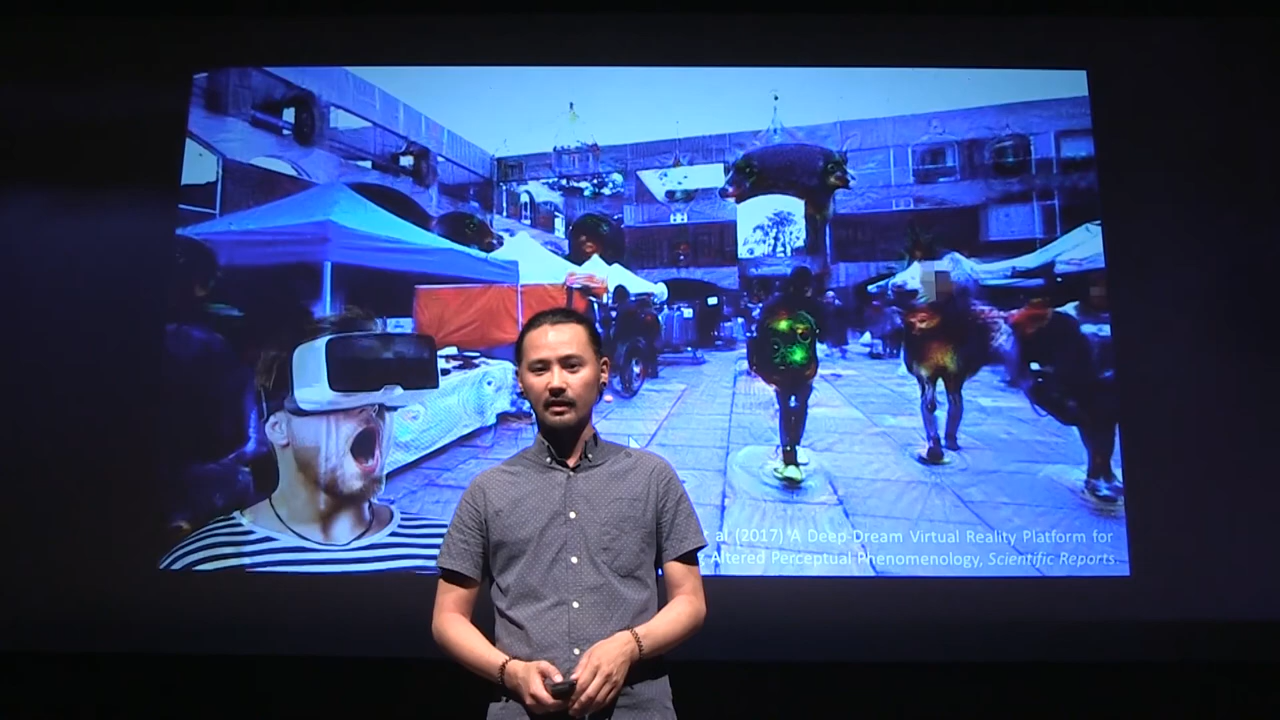 al (2017) A Deep-Dream Virtual Reality Platform for
Altered Perceptual Phenomenology, Scientific Reports.